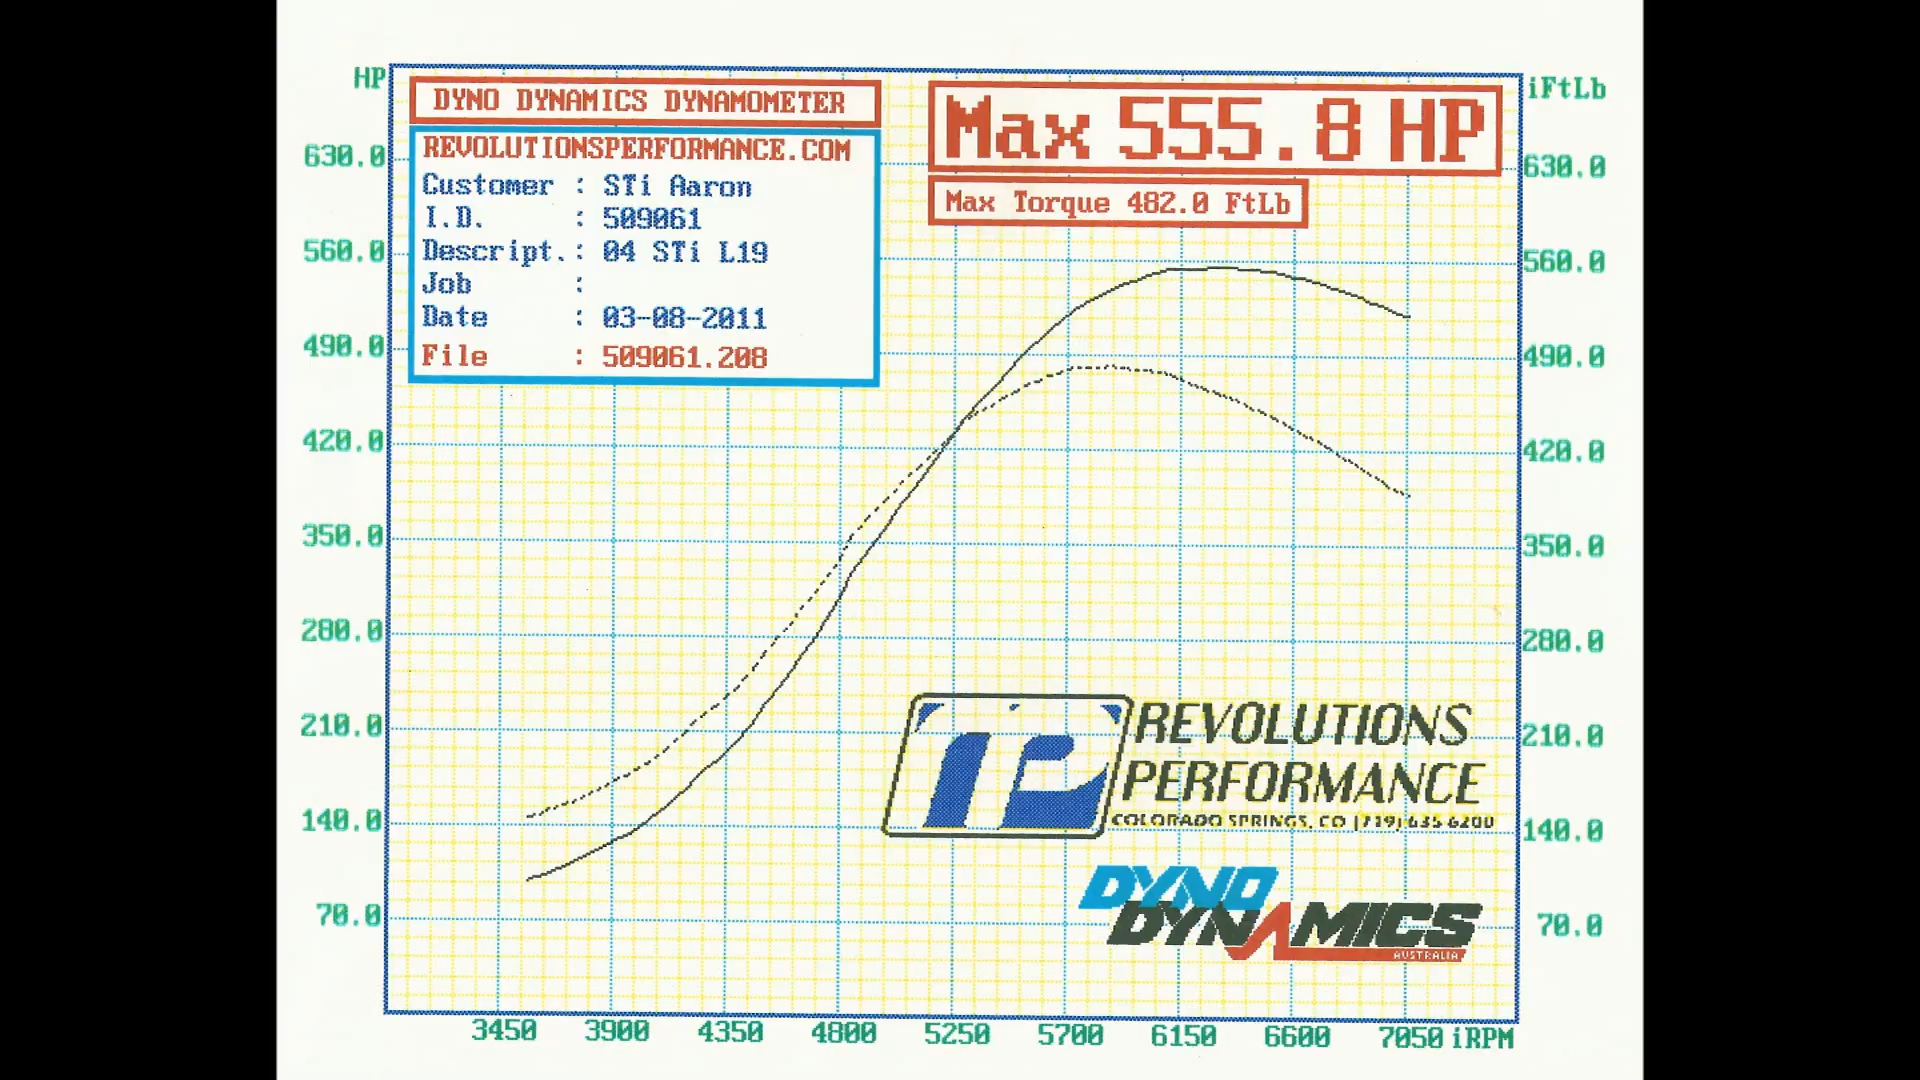 HP
iFtLb
DYNO DYNAMICS DYNAMOMETER
REVOLUTIONSPERFORMANCE.COM
Customer : STi Aaron
I.D. : 509061
Descript.: 04 STi L19
Job :
Date : 03-08-2011
File : 509061.208
Max 555.8 HP
Max Torque 482.0 FtLb
630.0
560.0
490.0
420.0
350.0
280.0
210.0
140.0
70.0
630.0
560.0
490.0
420.0
350.0
280.0
210.0
140.0
70.0
REVOLUTIONS
PERFORMANCE
COLORADO SPRINGS, CO (719) 635-6200
DYNO
DYNAMICS
AUSTRALIA
3450 3900 4350 4800 5250 5700 6150 6600 7050 iRPM